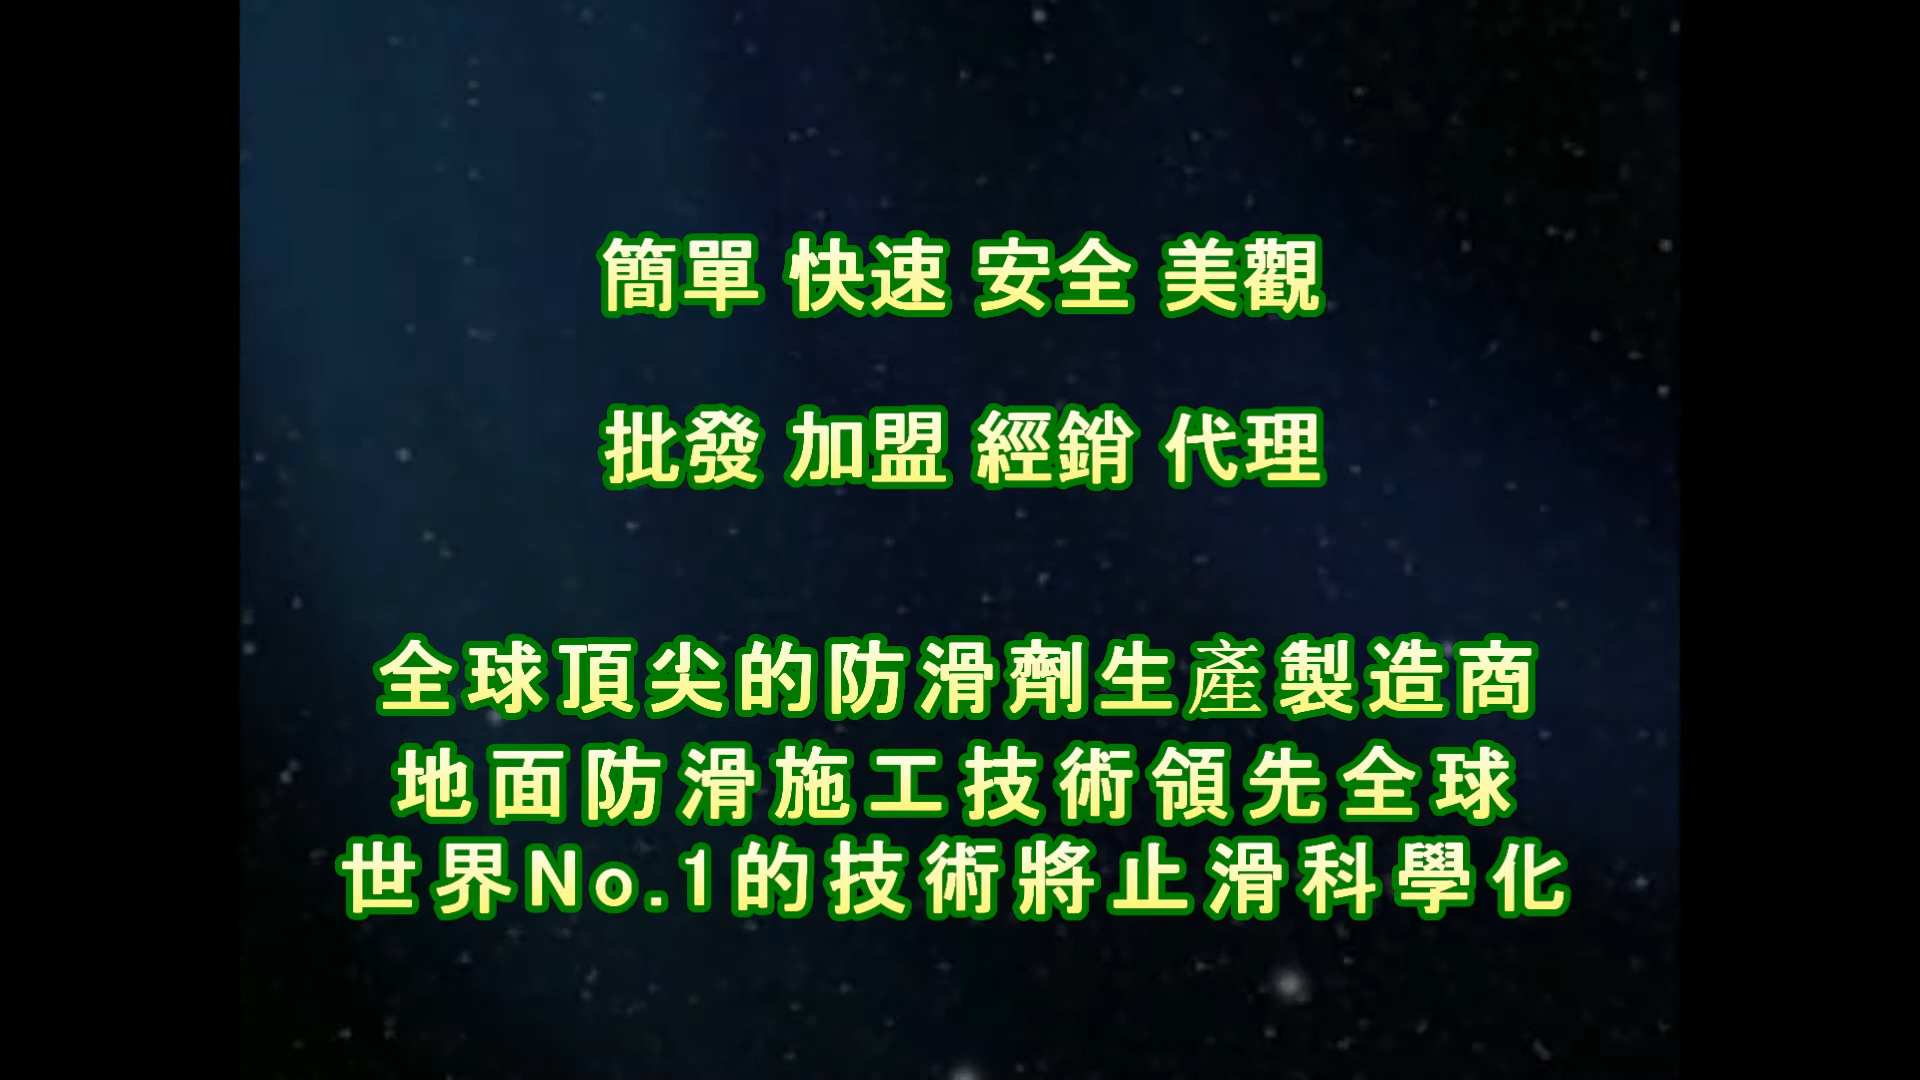 簡單 快速 安全 美觀
批發 加盟 經銷 代理
全球頂尖的防滑劑生產製造商
地面防滑施工技術領先全球
世界No.1的技術將止滑科學化